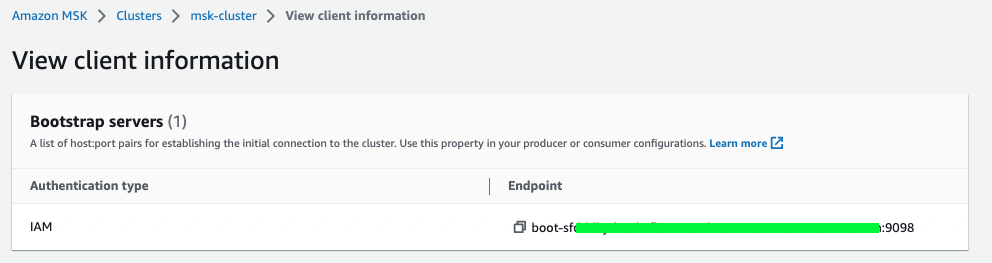 Amazon MSK > Clusters > msk-cluster > View client information
View client information
Bootstrap servers (1)
A list of host:port pairs for establishing the initial connection to the cluster. Use this property in your producer or consumer configurations. Learn more
Authentication type Endpoint
IAM boot-sf :9098